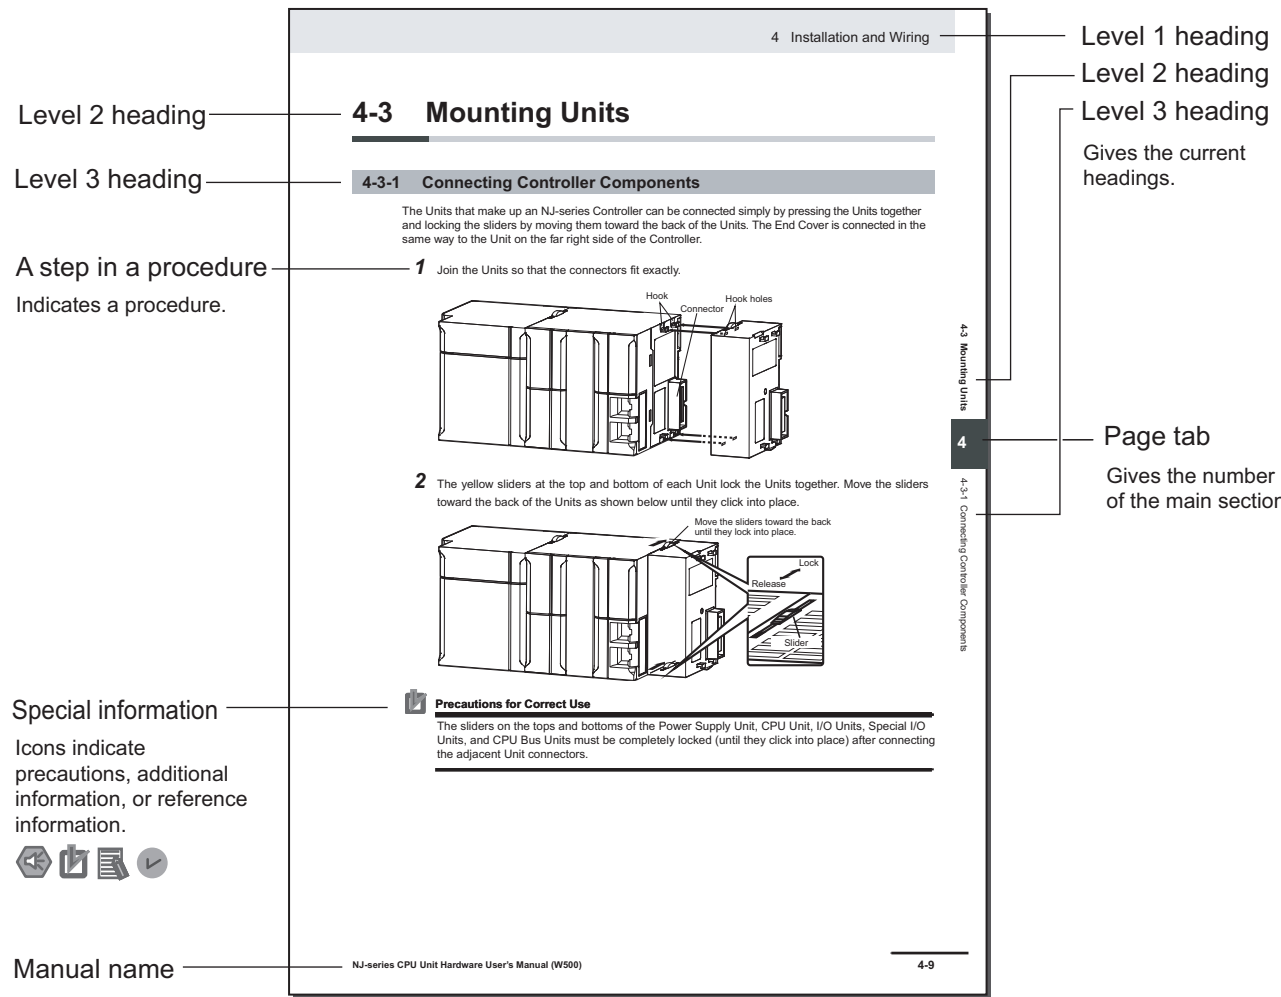 4 Installation and Wiring
Level 1 heading
Level 2 heading
Level 3 heading
Gives the current
headings.
Level 2 heading
4-3 Mounting Units
Level 3 heading
4-3-1 Connecting Controller Components
The Units that make up an NJ-series Controller can be connected simply by pressing the Units together
and locking the sliders by moving them toward the back of the Units. The End Cover is connected in the
same way to the Unit on the far right side of the Controller.
A step in a procedure
Indicates a procedure.
1 Join the Units so that the connectors fit exactly.
Hook
Connector
Hook holes
4-3 Mounting Units
4
Page tab
Gives the number
of the main section
4-3-1 Connecting Controller Components
2 The yellow sliders at the top and bottom of each Unit lock the Units together. Move the sliders
toward the back of the Units as shown below until they click into place.
Move the sliders toward the back
until they lock into place.
Lock
Release
Slider
Special information
Icons indicate
precautions, additional
information, or reference
information.
Precautions for Correct Use
The sliders on the tops and bottoms of the Power Supply Unit, CPU Unit, I/O Units, Special I/O
Units, and CPU Bus Units must be completely locked (until they click into place) after connecting
the adjacent Unit connectors.
Manual name
NJ-series CPU Unit Hardware User's Manual (W500)
4-9